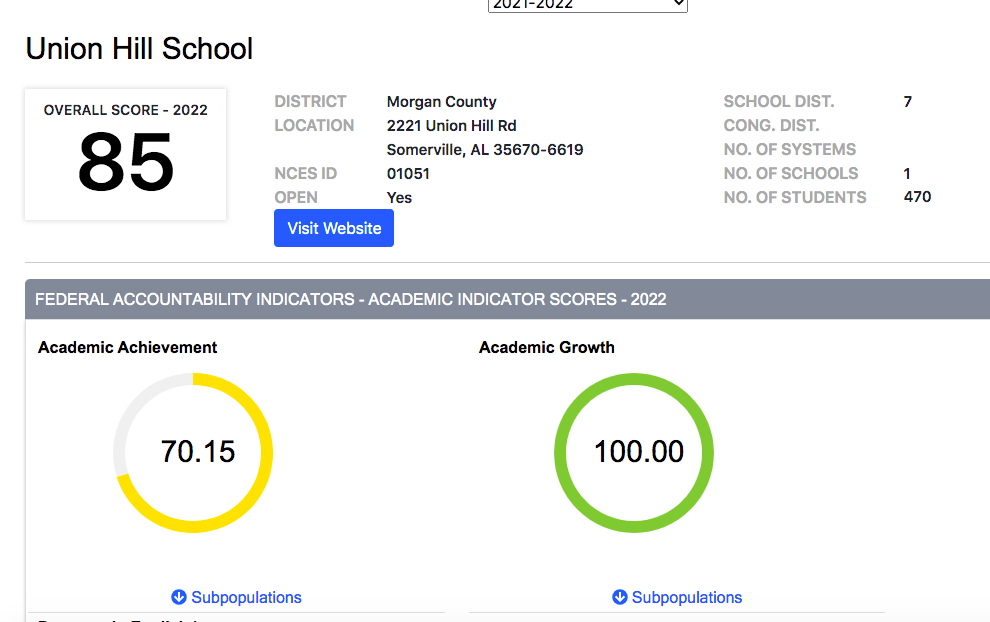 2021-2022
Union Hill School
OVERALL SCORE - 2022
85
DISTRICT Morgan County
LOCATION 2221 Union Hill Rd
Somerville, AL 35670-6619
NCES ID 01051
OPEN Yes
Visit Website
SCHOOL DIST. 7
CONG. DIST.
NO. OF SYSTEMS
NO. OF SCHOOLS 1
NO. OF STUDENTS 470
FEDERAL ACCOUNTABILITY INDICATORS - ACADEMIC INDICATOR SCORES - 2022
Academic Achievement
70.15
Subpopulations
Academic Growth
100.00
Subpopulations